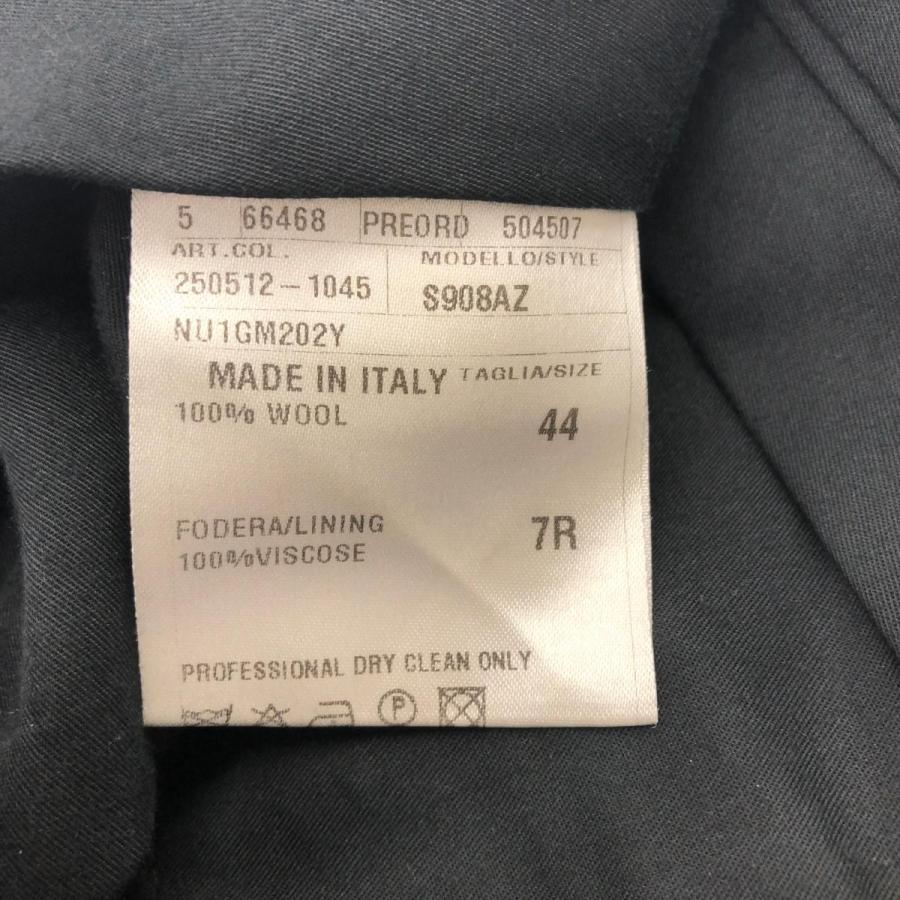 5 66468 PREORD 504507
ART.COL. MODELLO/STYLE
250512-1045 S908AZ
NU1GM202Y
MADE IN ITALY TAGLIA/SIZE
100% WOOL 44
FODERA/LINING 7R
100%VISCOSE
PROFESSIONAL DRY CLEAN ONLY
P